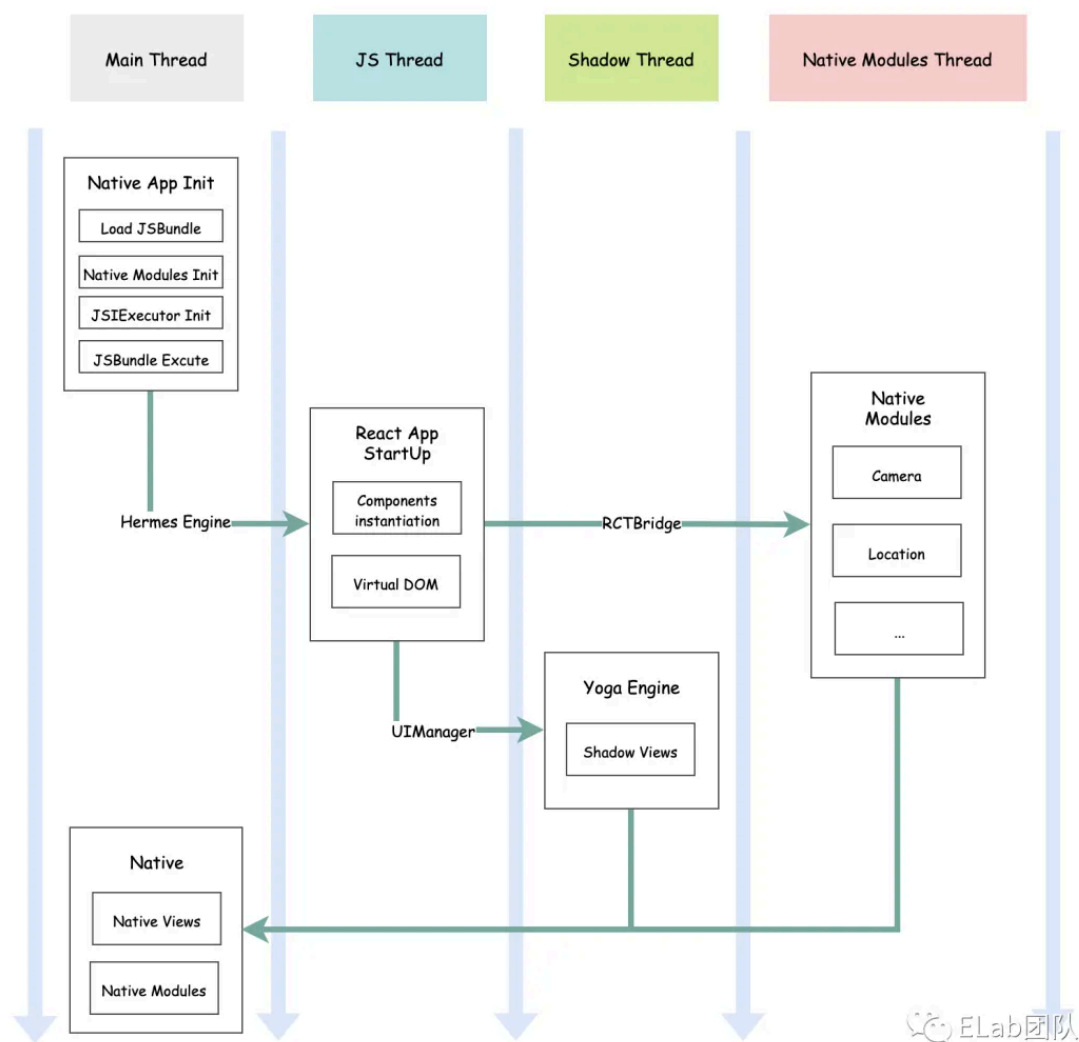 Main Thread
JS Thread
Shadow Thread
Native Modules Thread
Native App Init
Load JSBundle
Native Modules Init
JSIExecutor Init
JSBundle Excute
Hermes Engine
React App
StartUp
Components
instantiation
Virtual DOM
RCTBridge
Native
Modules
Camera
Location
...
UIManager
Yoga Engine
Shadow Views
Native
Native Views
Native Modules
ELab团队